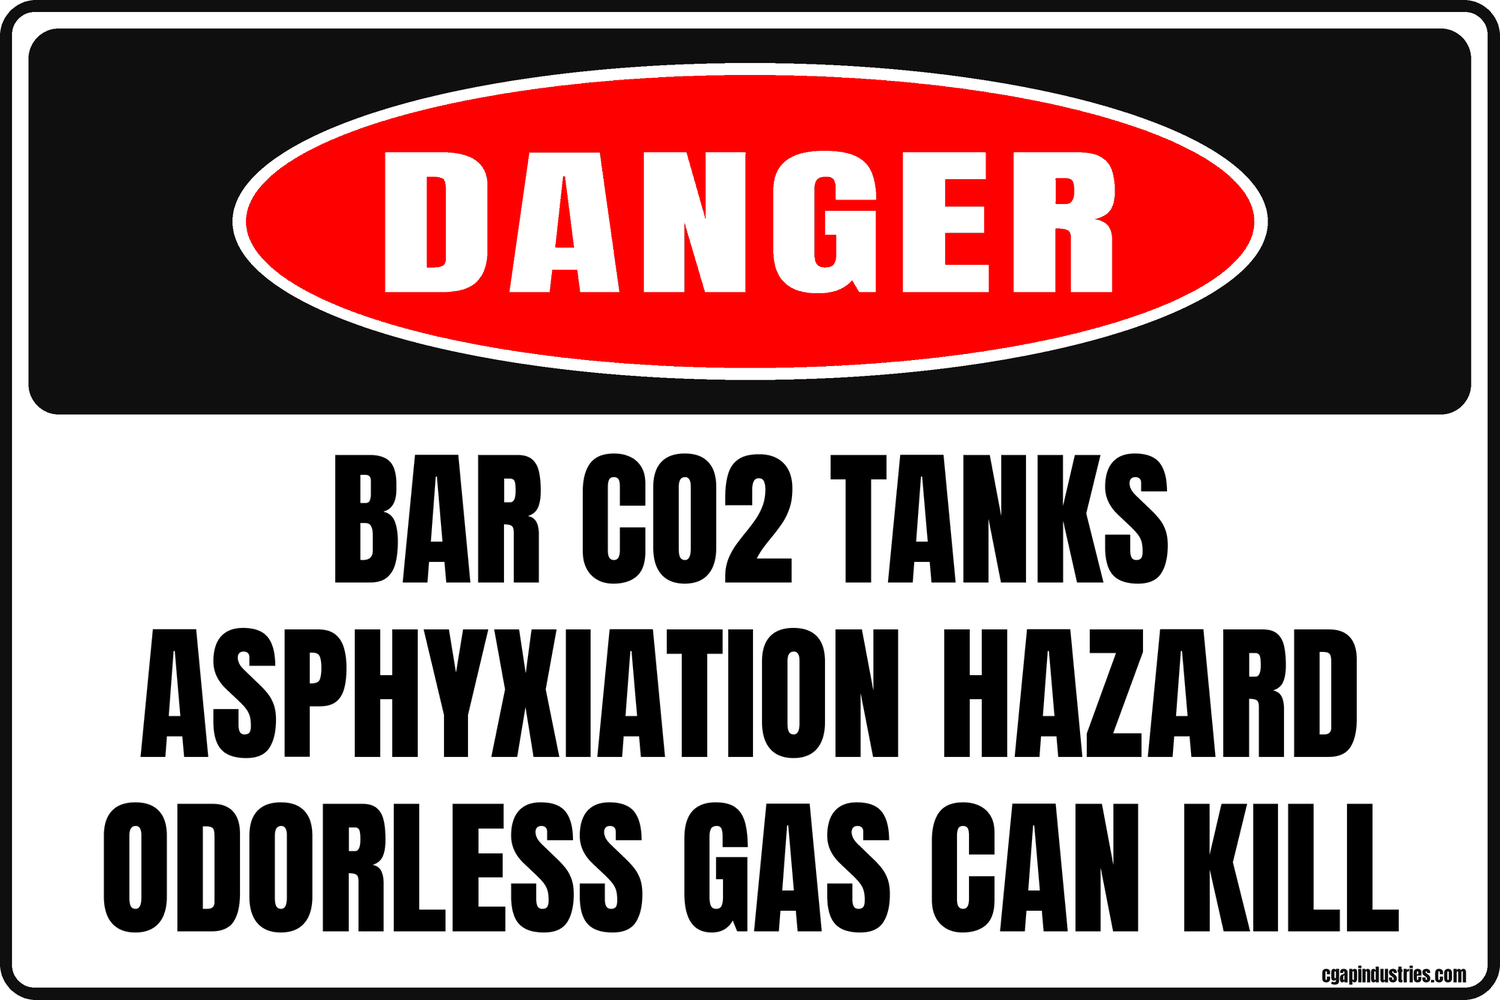 DANGER
BAR CO2 TANKS
ASPHYXIATION HAZARD
ODORLESS GAS CAN KILL
cgapindustries.com